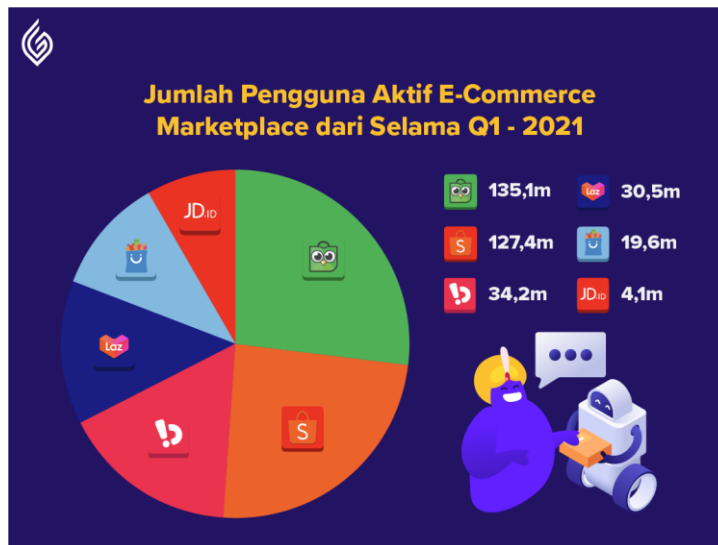 Jumlah Pengguna Aktif E-Commerce
Marketplace dari Selama Q1 - 2021
JD.ID
Laz
S
135,1m
Laz 30,5m
S 127,4m
19,6m
34,2m
JD.ID 4,1m